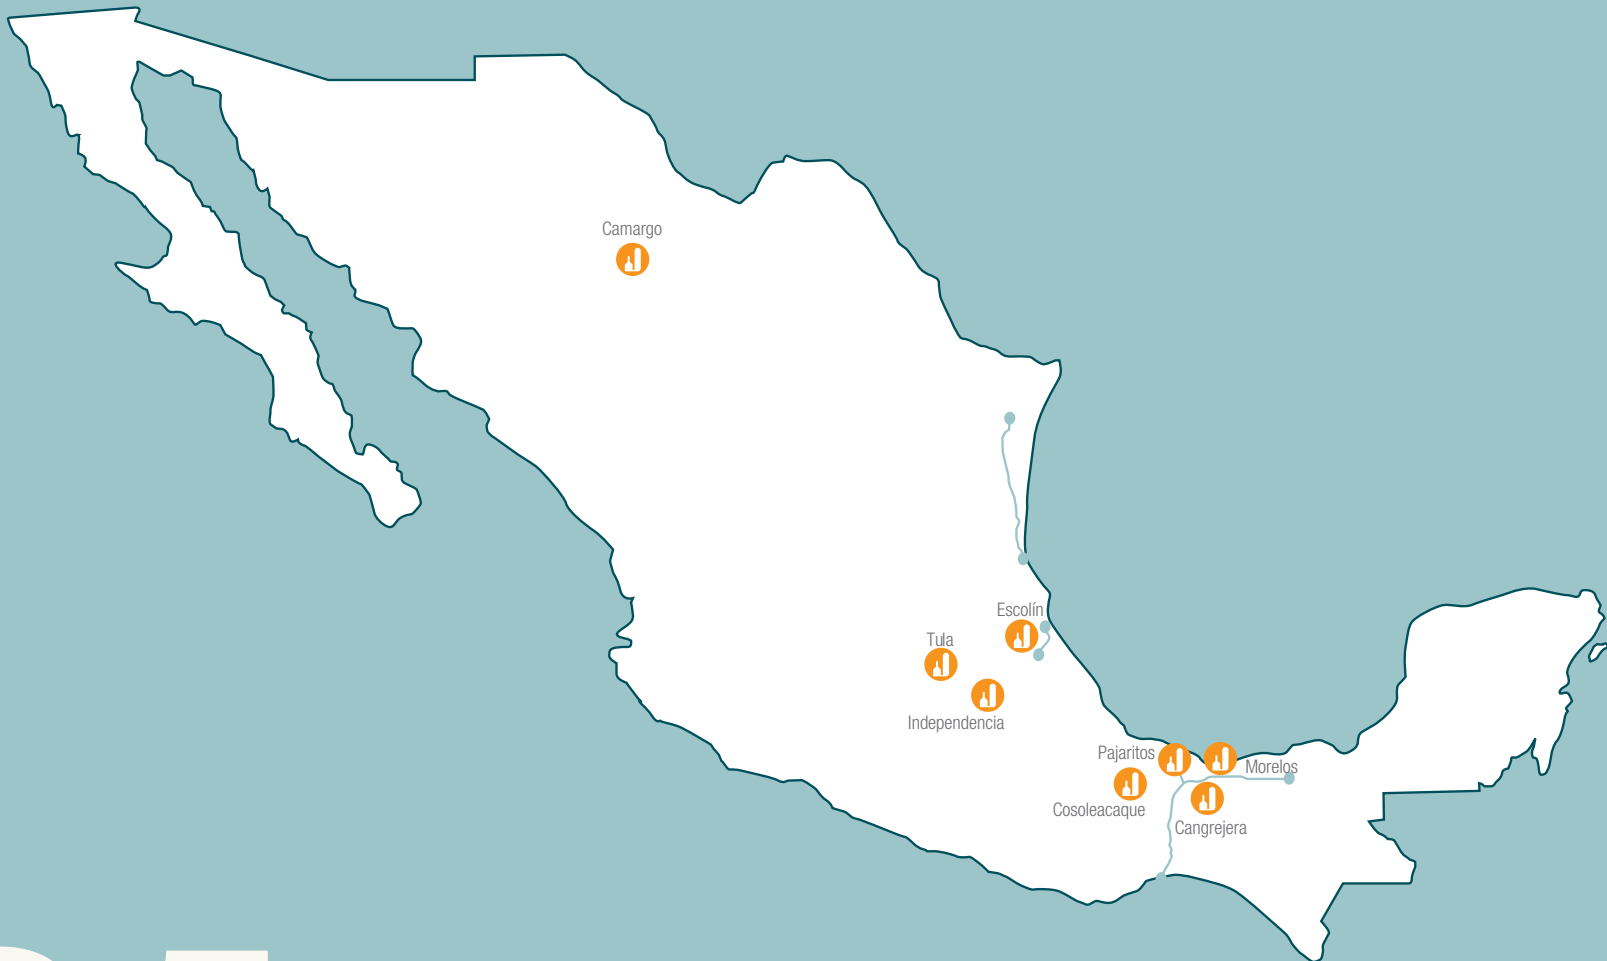 Camargo
Escolín
Tula
Independencia
Pajaritos
Morelos
Cosoleacaque
Cangrejera